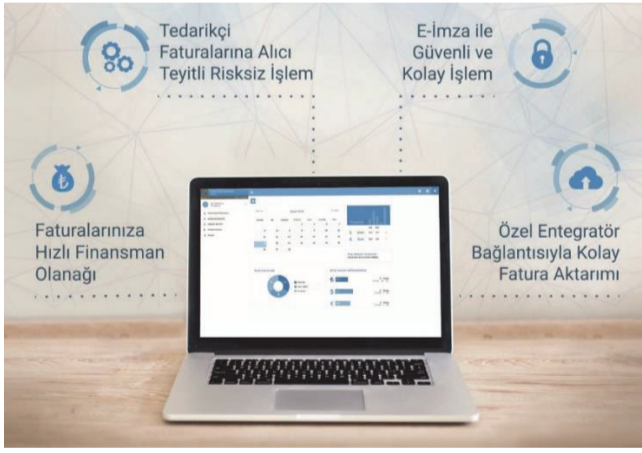 Tedarikçi
Faturalarına Alıcı
Teyitli Risksiz İşlem
E-İmza ile
Güvenli ve
Kolay İşlem
Faturalarınıza
Hızlı Finansman
Olanağı
Özel Entegratör
Bağlantısıyla Kolay
Fatura Aktarımı